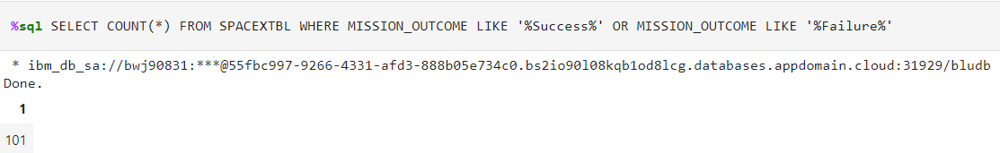 %sql SELECT COUNT(*) FROM SPACEXTBL WHERE MISSION_OUTCOME LIKE '%Success%' OR MISSION_OUTCOME LIKE '%Failure%'
* ibm_db_sa://bwj90831:***@55fbc997-9266-4331-afd3-888b05e734c0.bs2io90l08kqb1od8lcg.databases.appdomain.cloud:31929/bludb
Done.
1
101